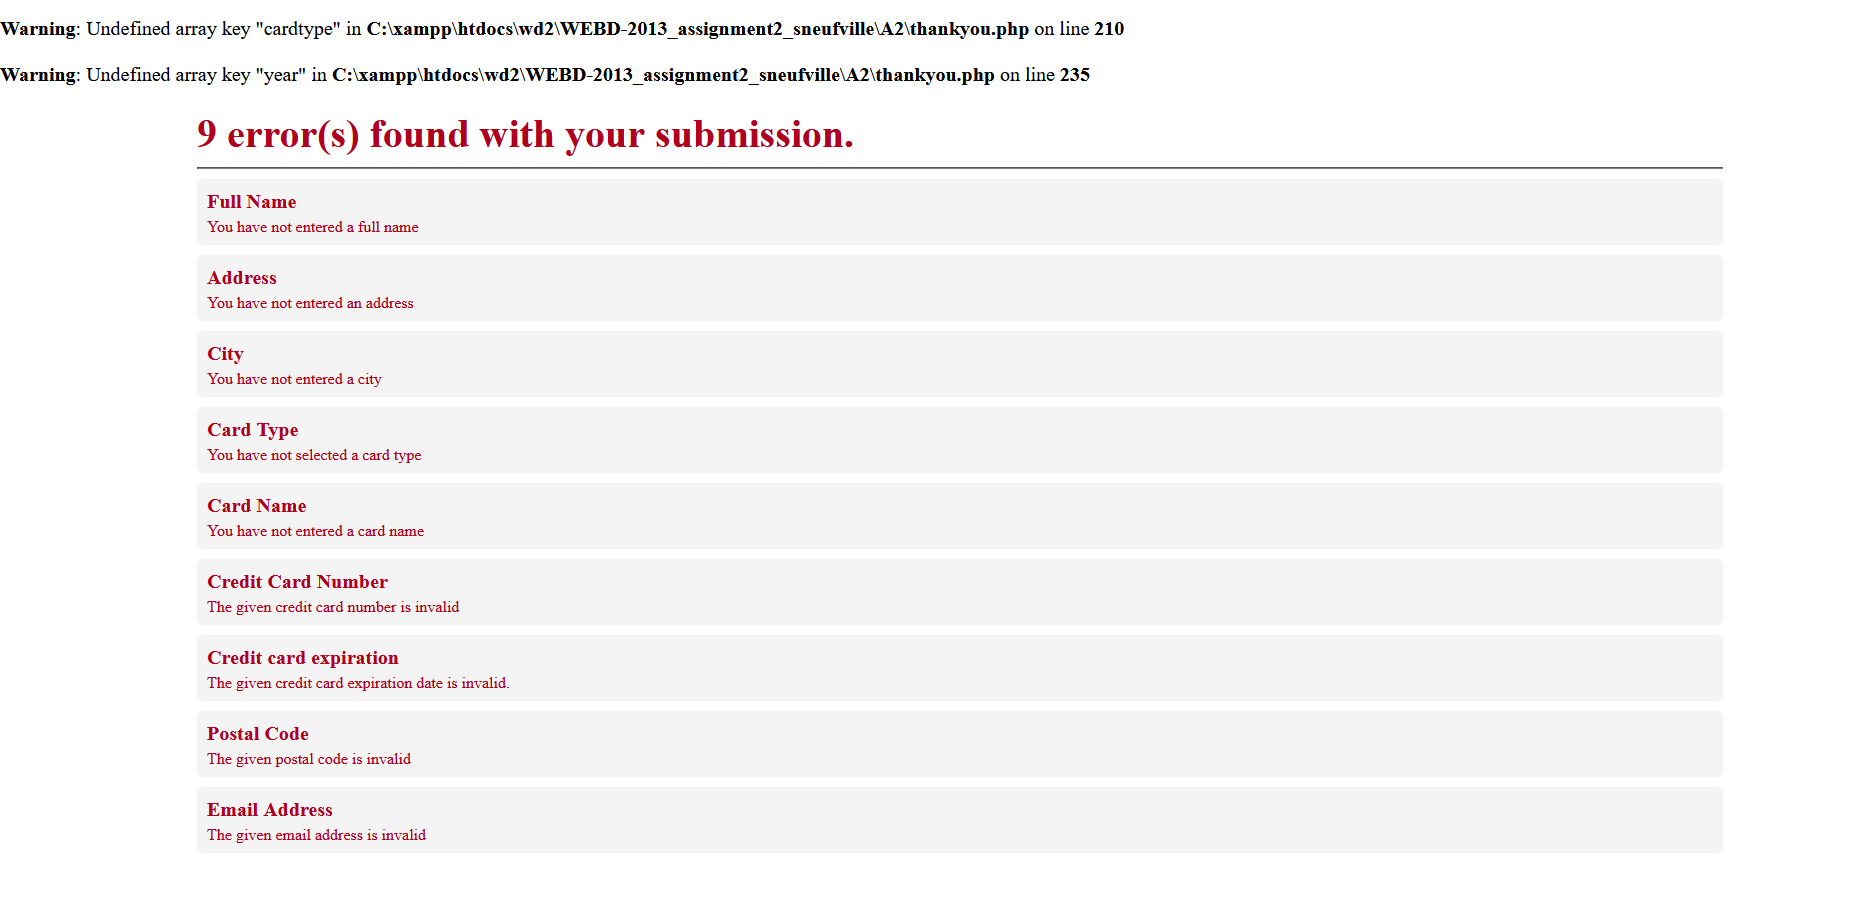 Warning: Undefined array key "cardtype" in C:\xampp\htdocs\wd2\WEBD-2013_assignment2_sneufville\A2\thankyou.php on line 210
Warning: Undefined array key "year" in C:\xampp\htdocs\wd2\WEBD-2013_assignment2_sneufville\A2\thankyou.php on line 235
9 error(s) found with your submission.
Full Name
You have not entered a full name
Address
You have not entered an address
City
You have not entered a city
Card Type
You have not selected a card type
Card Name
You have not entered a card name
Credit Card Number
The given credit card number is invalid
Credit card expiration
The given credit card expiration date is invalid.
Postal Code
The given postal code is invalid
Email Address
The given email address is invalid